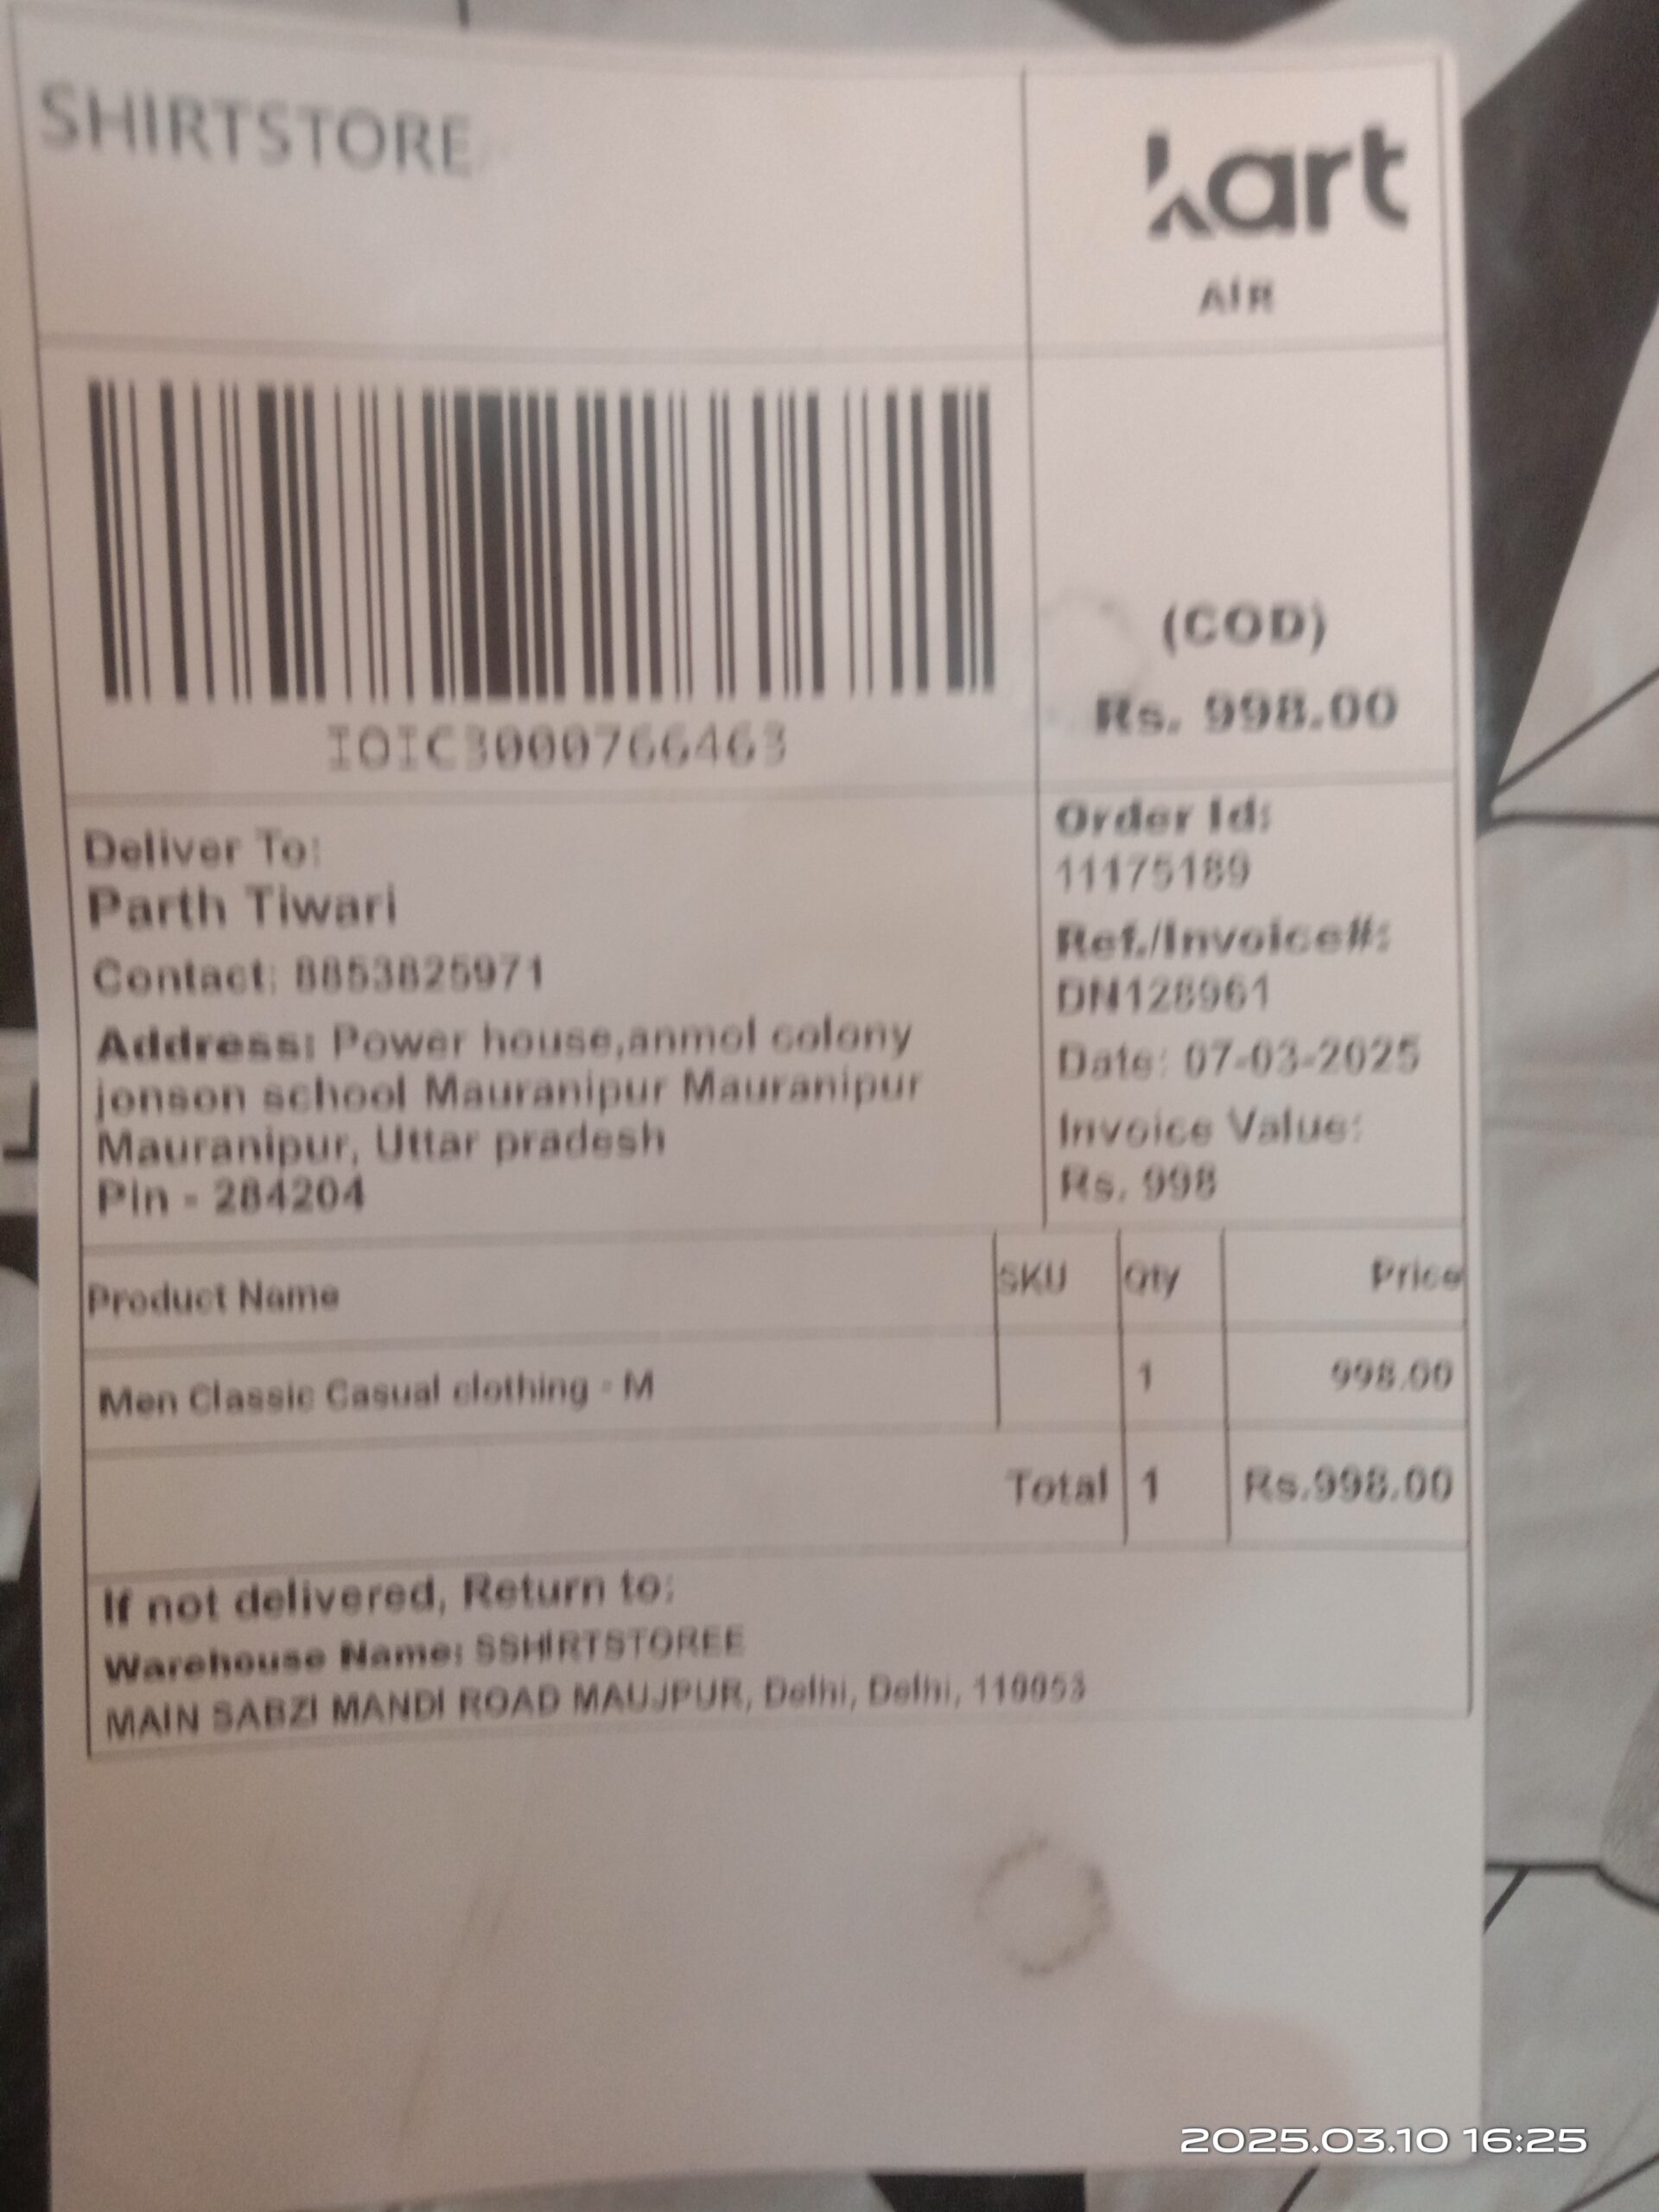 SHIRTSTORE
kart
AIR
IOIC3000766463
(COD)
Rs. 998.00
Deliver To:
Parth Tiwari
Contact: 8853825971
Address: Power house,anmol colony
jonson school Mauranipur Mauranipur
Mauranipur, Uttar pradesh
Pin - 284204
Order Id:
11175189
Ref./Invoice#:
DN128961
Date: 07-03-2025
Invoice Value:
Rs. 998
Product Name SKU Qty Price
Men Classic Casual clothing - M 1 998.00
Total 1 Rs.998.00
If not delivered, Return to:
Warehouse Name: SSHIRTSTOREE
MAIN SABZI MANDI ROAD MAUJPUR, Delhi, Delhi, 110053
2025.03.10 16:25